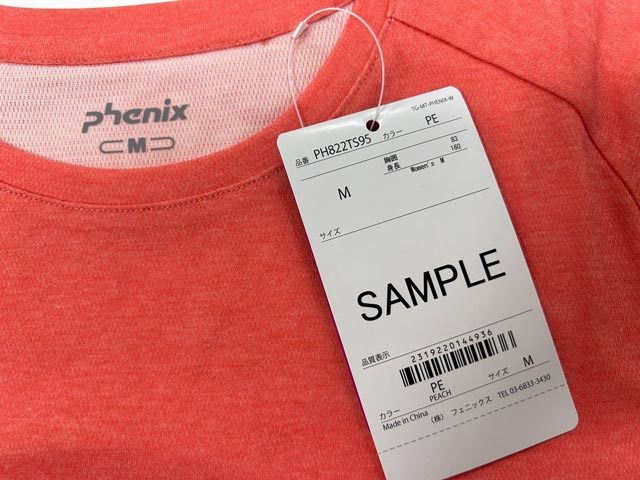 phenix
M
TG-MT-PHENIX-W
品番 PH822TS95 カラー PE
胸囲 83
身長 160
Women's M
M
サイズ
SAMPLE
品質表示
2319220144936
PE
PEACH
カラー サイズ M
Made in China (株) フェニックス TEL 03-6833-3430